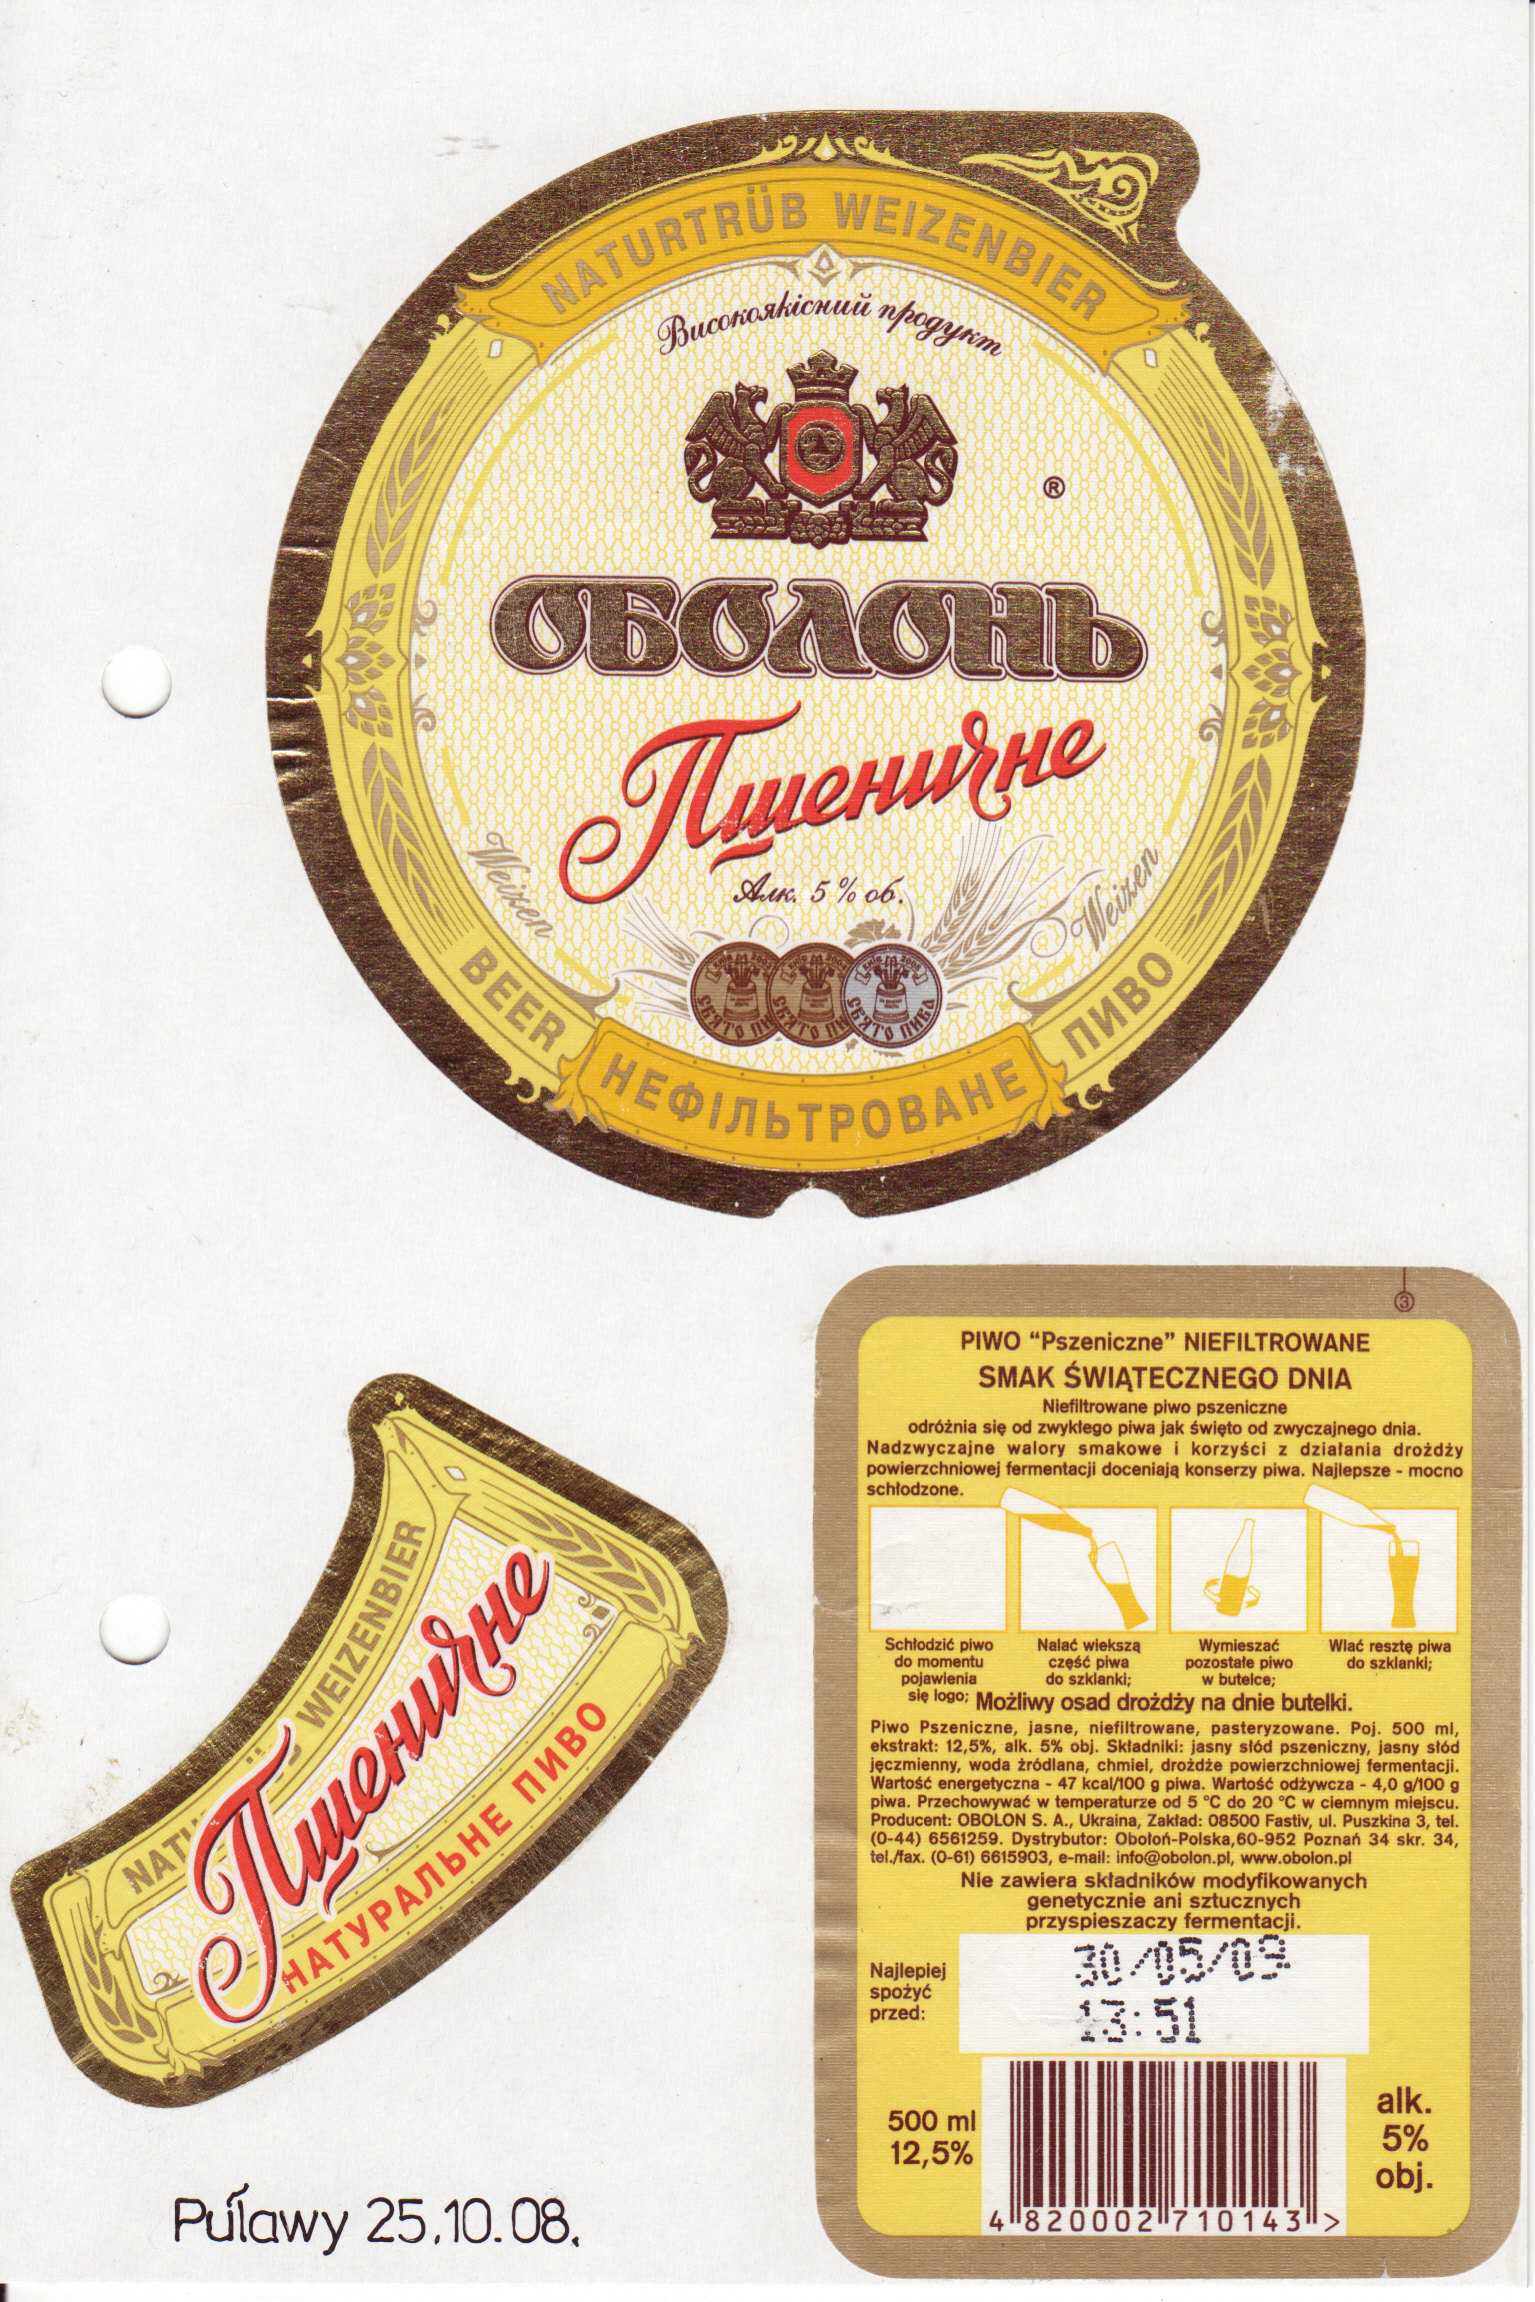 NATURTRÜB WEIZENBIER
Високоякісний продукт
®
ОБОЛОНЬ
Пшеничне
Алк. 5% об.
Weizen
Weizen
СВЯТО ПИВА
BEER
НЕФІЛЬТРОВАНЕ
ПИВО
WEIZENBIER
Пшеничне
НАТУРАЛЬНЕ ПИВО
3
PIWO “Pszeniczne” NIEFILTROWANE
SMAK ŚWIĄTECZNEGO DNIA
Niefiltrowane piwo pszeniczne
odróżnia się od zwykłego piwa jak święto od zwyczajnego dnia.
Nadzwyczajne walory smakowe i korzyści z działania drożdży
powierzchniowej fermentacji doceniają konserzy piwa. Najlepsze - mocno
schłodzone.
Schłodzić piwo
do momentu
pojawienia
się logo;
Nalać wiekszą
część piwa
do szklanki;
Wymieszać
pozostałe piwo
w butelce;
Wlać resztę piwa
do szklanki;
Możliwy osad drożdży na dnie butelki.
Piwo Pszeniczne, jasne, niefiltrowane, pasteryzowane. Poj. 500 ml,
ekstrakt: 12,5%, alk. 5% obj. Składniki: jasny słód pszeniczny, jasny słód
jęczmienny, woda źródlana, chmiel, drożdże powierzchniowej fermentacji.
Wartość energetyczna - 47 kcal/100 g piwa. Wartość odżywcza - 4,0 g/100 g
piwa. Przechowywać w temperaturze od 5 °C do 20 °C w ciemnym miejscu.
Producent: OBOLON S. A., Ukraina, Zakład: 08500 Fastiv, ul. Puszkina 3, tel.
(0-44) 6561259. Dystrybutor: Oboloń-Polska,60-952 Poznań 34 skr. 34,
tel./fax. (0-61) 6615903, e-mail: info@obolon.pl, www.obolon.pl
Nie zawiera składników modyfikowanych
genetycznie ani sztucznych
przyspieszaczy fermentacji.
Najlepiej
spożyć
przed:
30/05/09
13:51
500 ml
12,5%
alk.
5%
obj.
4 820002 710143 >
Puławy 25.10.08.